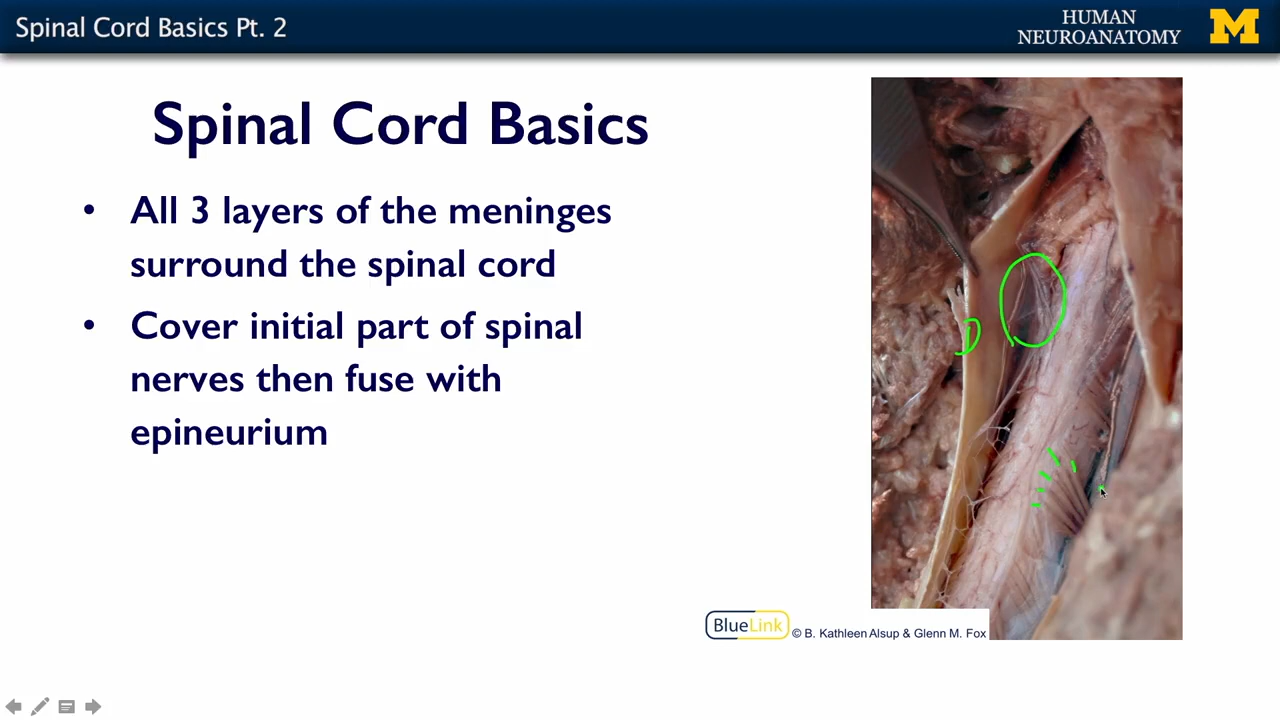 Spinal Cord Basics Pt. 2
HUMAN
NEUROANATOMY
M
Spinal Cord Basics
• All 3 layers of the meninges
surround the spinal cord
• Cover initial part of spinal
nerves then fuse with
epineurium
D
BlueLink
© B. Kathleen Alsup & Glenn M. Fox